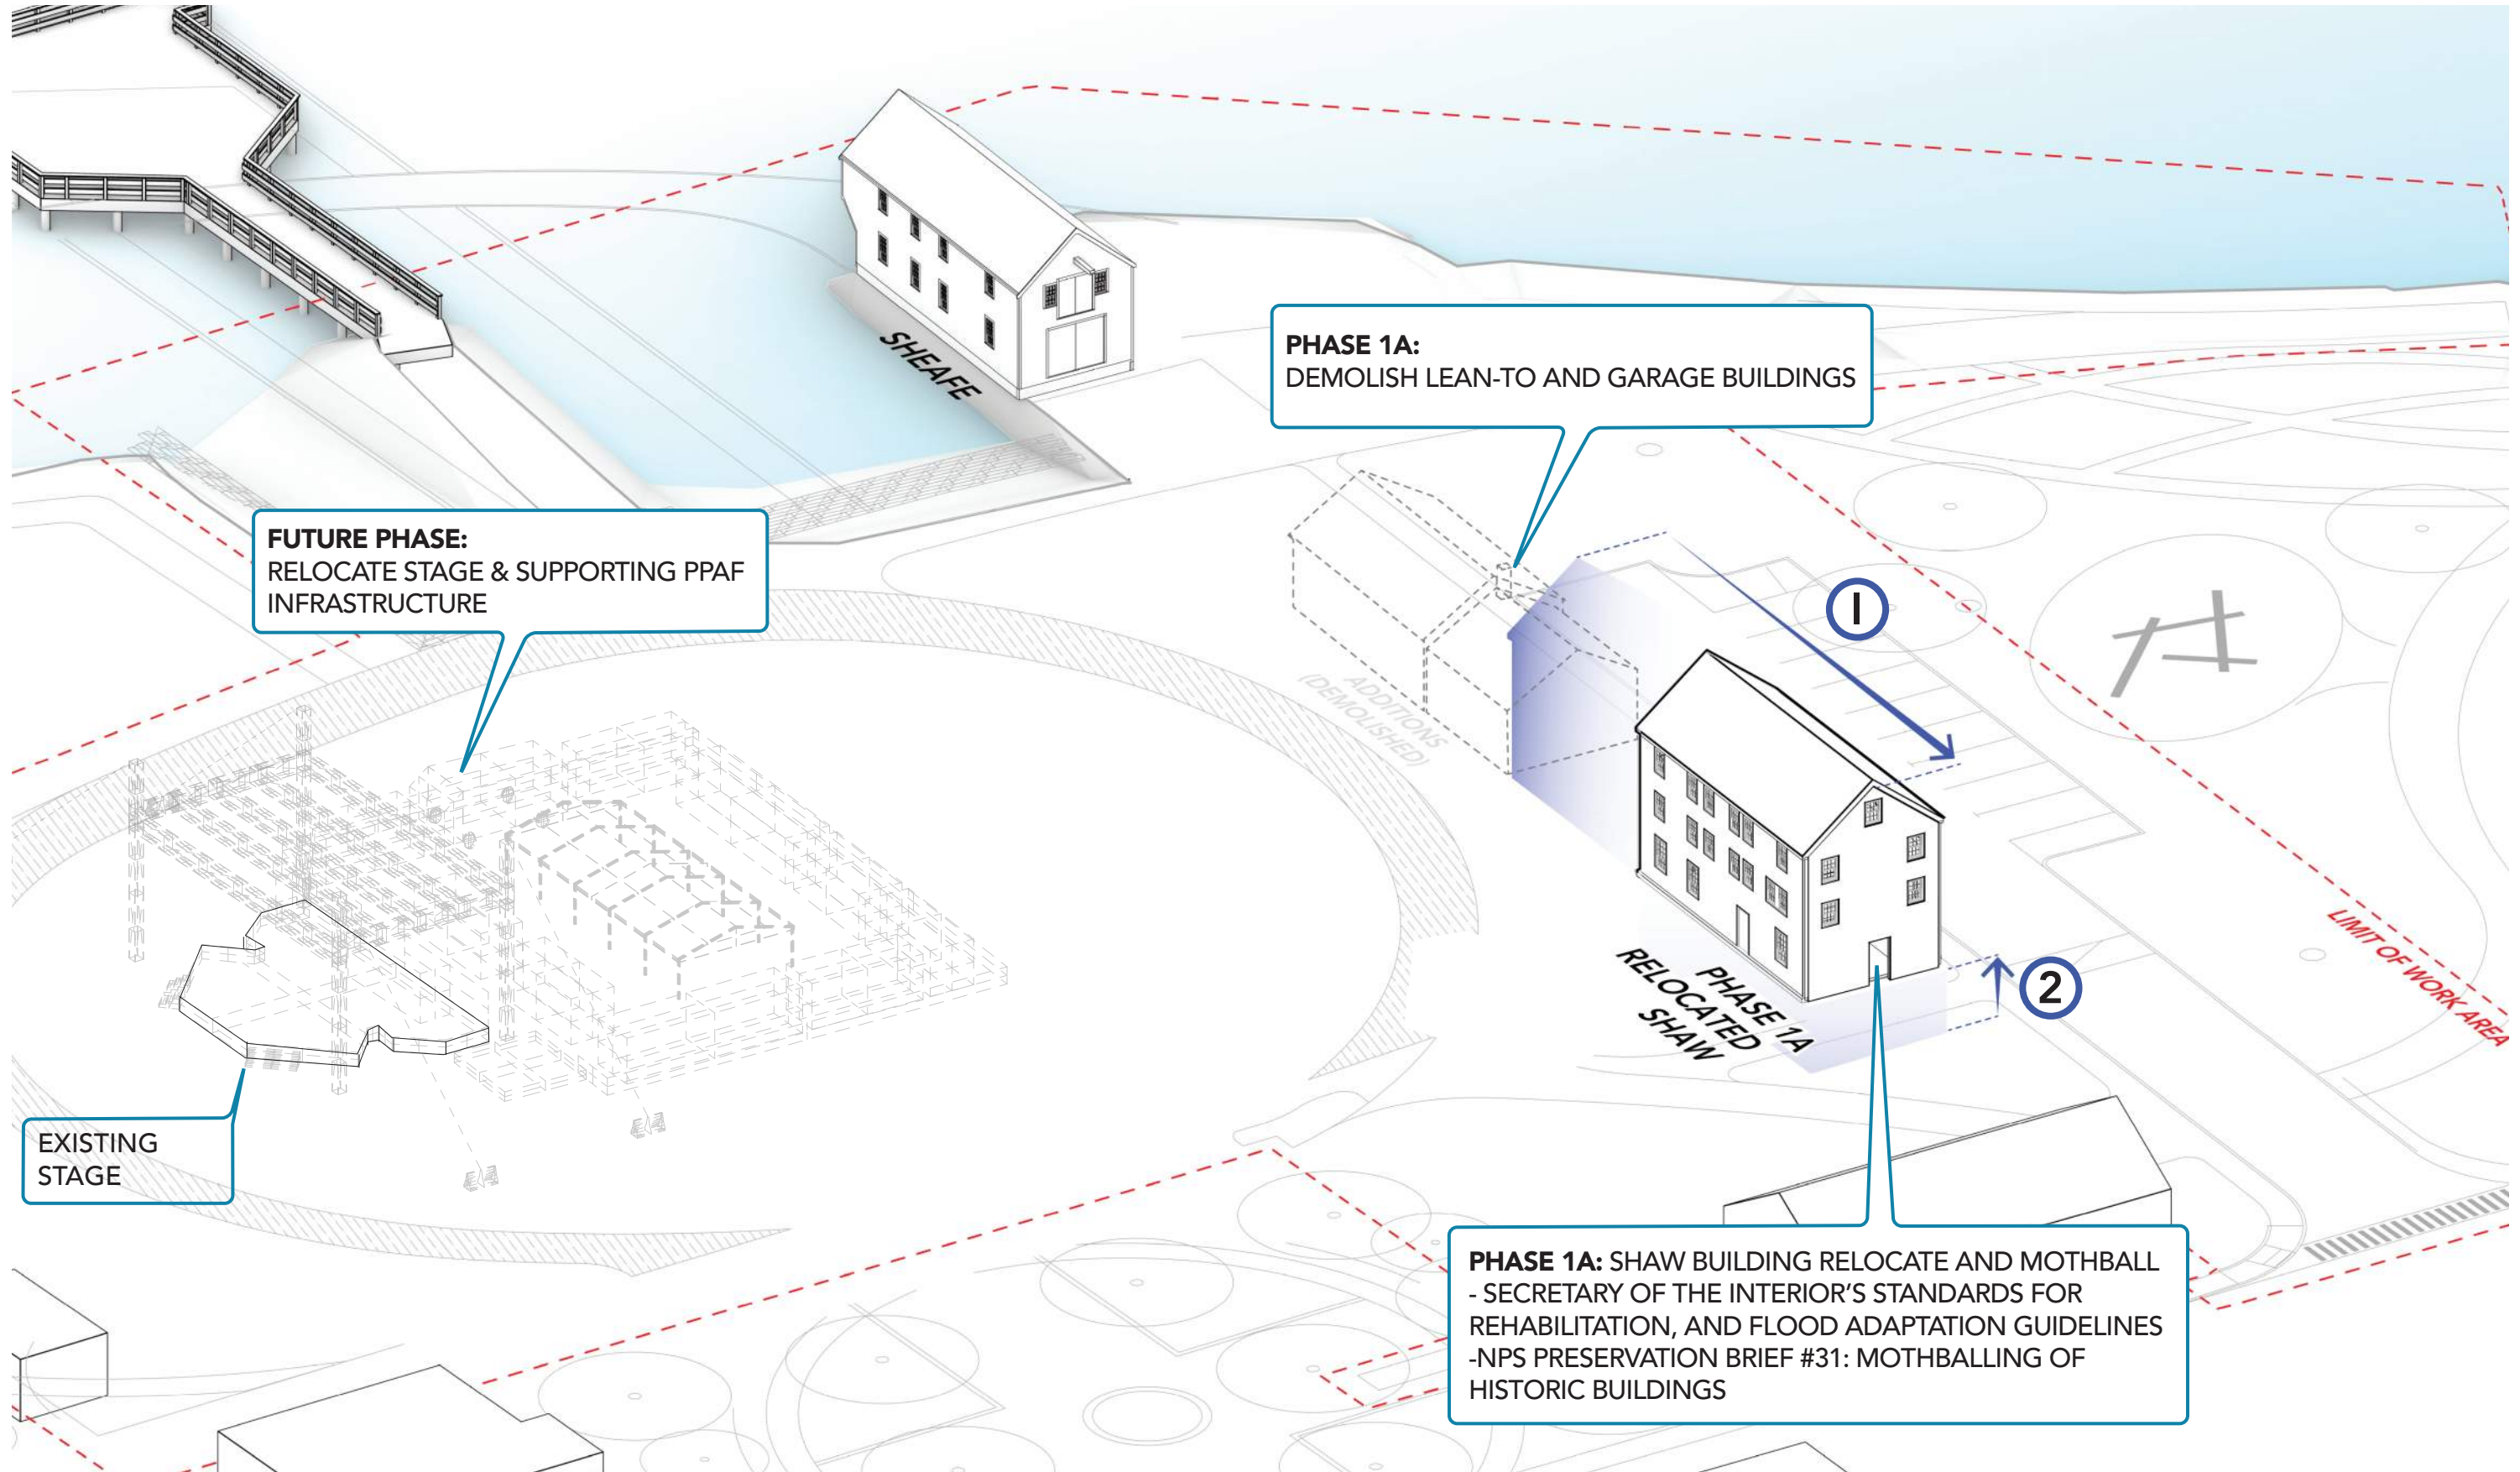 SHEAFE
PHASE 1A:
DEMOLISH LEAN-TO AND GARAGE BUILDINGS
FUTURE PHASE:
RELOCATE STAGE & SUPPORTING PPAF
INFRASTRUCTURE
1
ADDITIONS
(DEMOLISHED)
LIMIT OF WORK AREA
PHASE 1A
RELOCATED
SHAW
2
EXISTING
STAGE
PHASE 1A: SHAW BUILDING RELOCATE AND MOTHBALL
- SECRETARY OF THE INTERIOR'S STANDARDS FOR
REHABILITATION, AND FLOOD ADAPTATION GUIDELINES
-NPS PRESERVATION BRIEF #31: MOTHBALLING OF
HISTORIC BUILDINGS